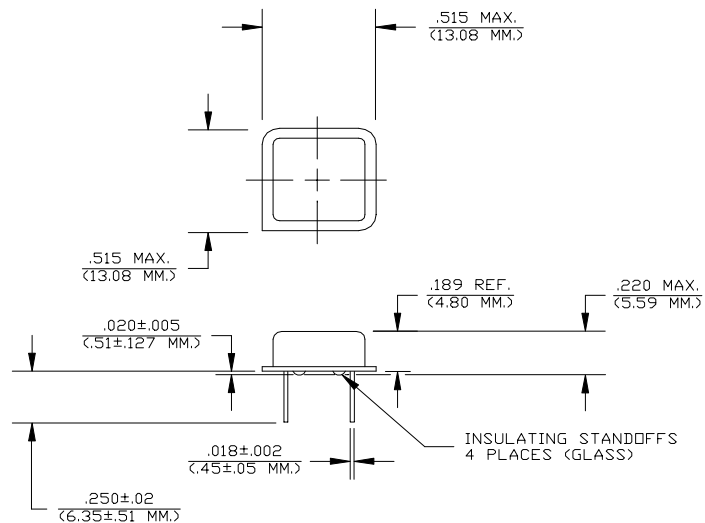 .515 MAX.
(13.08 MM.)
.515 MAX.
(13.08 MM.)
.189 REF.
(4.80 MM.)
.220 MAX.
(5.59 MM.)
.020±.005
(.51±.127 MM.)
INSULATING STANDOFFS
4 PLACES (GLASS)
.018±.002
(.45±.05 MM.)
.250±.02
(6.35±.51 MM.)